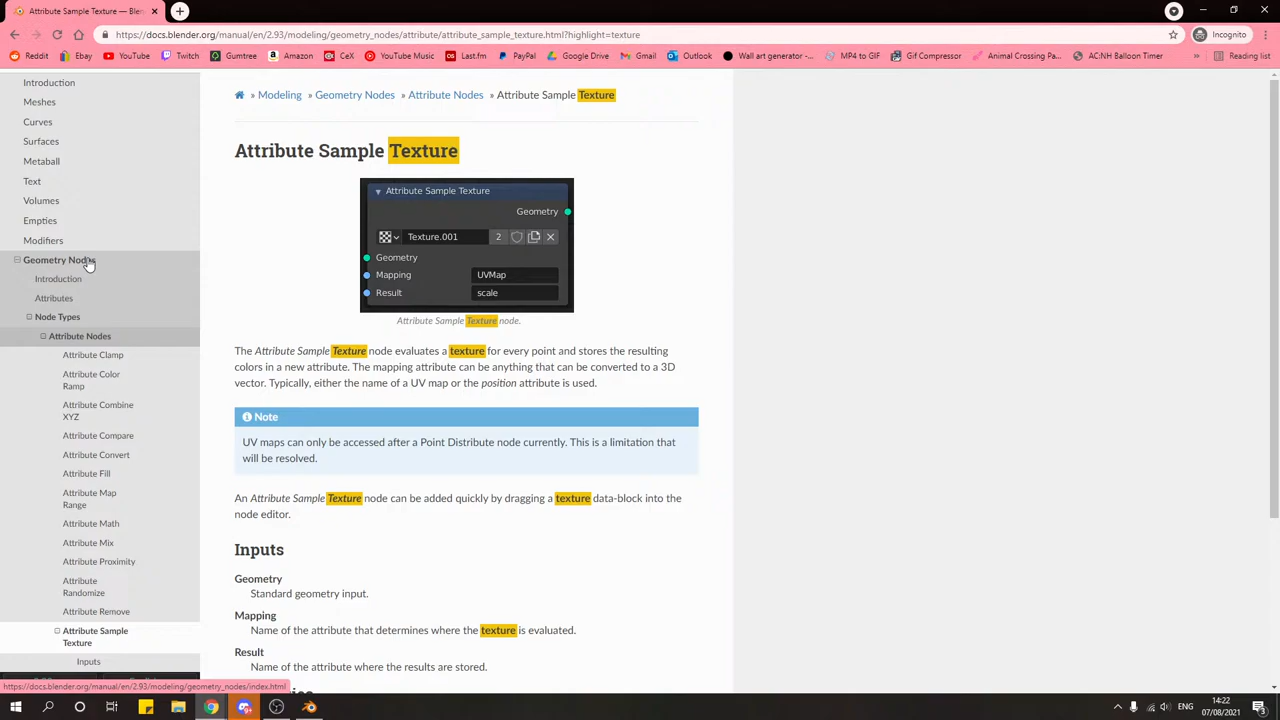 Attribute Sample Texture — Blen
https://docs.blender.org/manual/en/2.93/modeling/geometry_nodes/attribute/attribute_sample_texture.html?highlight=texture
Incognito
Reddit
Ebay
YouTube
Twitch
Gumtree
Amazon
CeX
YouTube Music
Last.fm
PayPal
GMail
Outlook
Wall art generator -...
MP4 to GIF
Gif Compressor
Animal Crossing Pa...
AC:NH Balloon Timer
»
Reading list
Introduction
Meshes
Curves
Surfaces
Metaball
Text
Volumes
Empties
Modifiers
Geometry Nodes
Introduction
Attributes
Node Types
Attribute Nodes
Attribute Clamp
Attribute Color
Ramp
Attribute Combine
XYZ
Attribute Compare
Attribute Convert
Attribute Fill
Attribute Map
Range
Attribute Math
Attribute Mix
Attribute Proximity
Attribute
Randomize
Attribute Remove
Attribute Sample
Texture
Inputs
» Modeling » Geometry Nodes » Attribute Nodes » Attribute Sample Texture
Attribute Sample Texture
Attribute Sample Texture
Geometry
Texture.001 2
Geometry
Mapping UVMap
Result scale
Attribute Sample Texture node.
The Attribute Sample Texture node evaluates a texture for every point and stores the resulting
colors in a new attribute. The mapping attribute can be anything that can be converted to a 3D
vector. Typically, either the name of a UV map or the position attribute is used.
Note
UV maps can only be accessed after a Point Distribute node currently. This is a limitation that
will be resolved.
An Attribute Sample Texture node can be added quickly by dragging a texture data-block into the
node editor.
Inputs
Geometry
Standard geometry input.
Mapping
Name of the attribute that determines where the texture is evaluated.
Result
Name of the attribute where the results are stored.
https://docs.blender.org/manual/en/2.93/modeling/geometry_nodes/index.html
ENG
14:22
07/08/2021